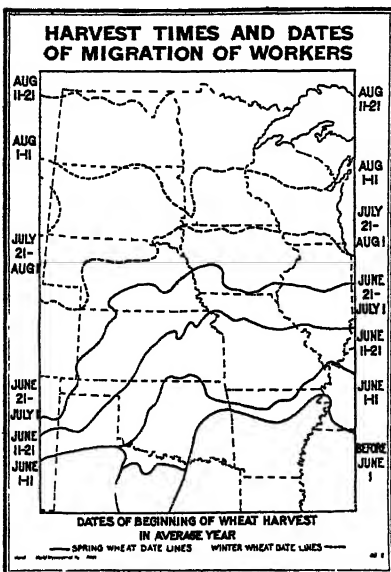 HARVEST TIMES AND DATES
OF MIGRATION OF WORKERS
AUG
11-21
AUG
1-11
JULY
21-
AUG 1
JUNE
21-
JULY 1
JUNE
11-21
JUNE
1-11
AUG
11-21
AUG
1-11
JULY
21-
AUG 1
JUNE
21-
JULY 1
JUNE
11-21
JUNE
1-11
BEFORE
JUNE
1
DATES OF BEGINNING OF WHEAT HARVEST
IN AVERAGE YEAR
SPRING WHEAT DATE LINES WINTER WHEAT DATE LINES